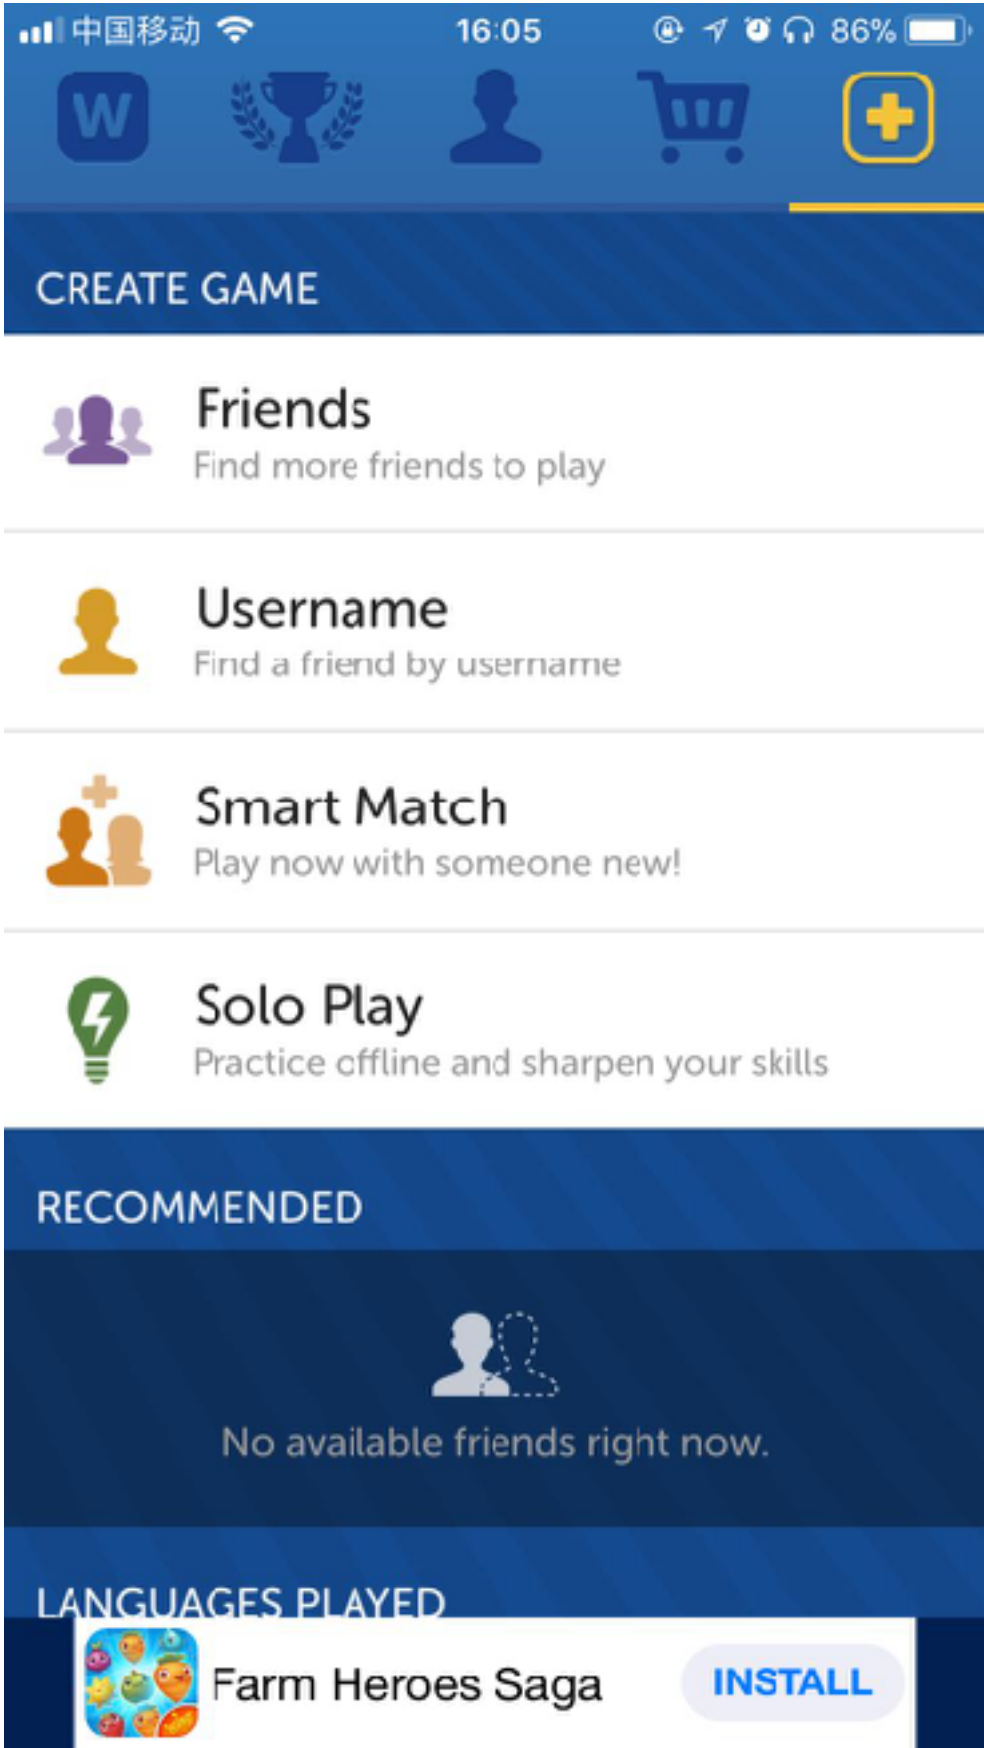 中国移动 16:05 86%
W
CREATE GAME
Friends
Find more friends to play
Username
Find a friend by username
Smart Match
Play now with someone new!
Solo Play
Practice offline and sharpen your skills
RECOMMENDED
No available friends right now.
LANGUAGES PLAYED
Farm Heroes Saga INSTALL